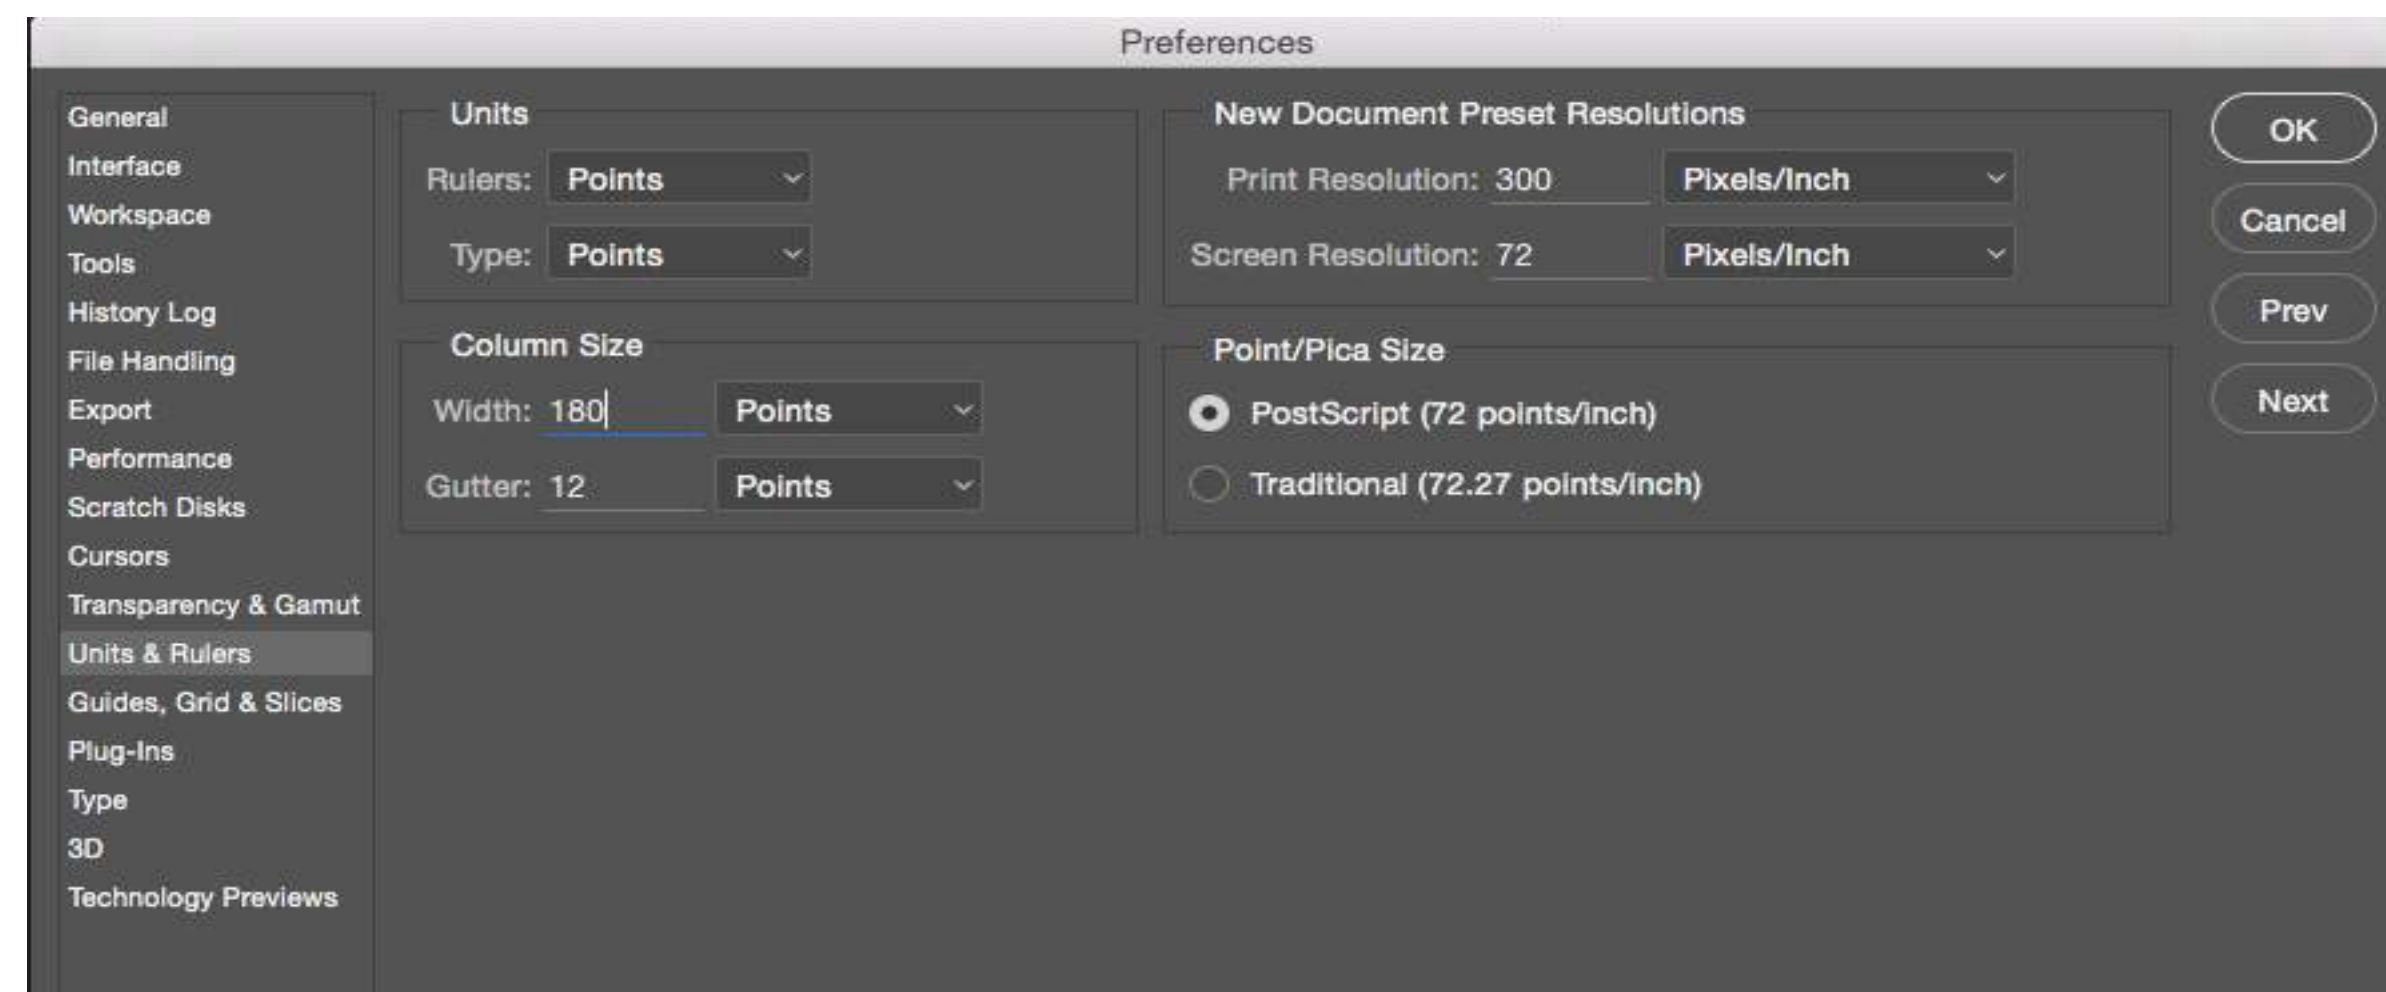 Preferences
General
Interface
Workspace
Tools
History Log
File Handling
Export
Performance
Scratch Disks
Cursors
Transparency & Gamut
Units & Rulers
Guides, Grid & Slices
Plug-Ins
Type
3D
Technology Previews
Units
Rulers: Points
Type: Points
Column Size
Width: 180 Points
Gutter: 12 Points
New Document Preset Resolutions
Print Resolution: 300 Pixels/Inch
Screen Resolution: 72 Pixels/Inch
Point/Pica Size
PostScript (72 points/inch)
Traditional (72.27 points/inch)
OK
Cancel
Prev
Next